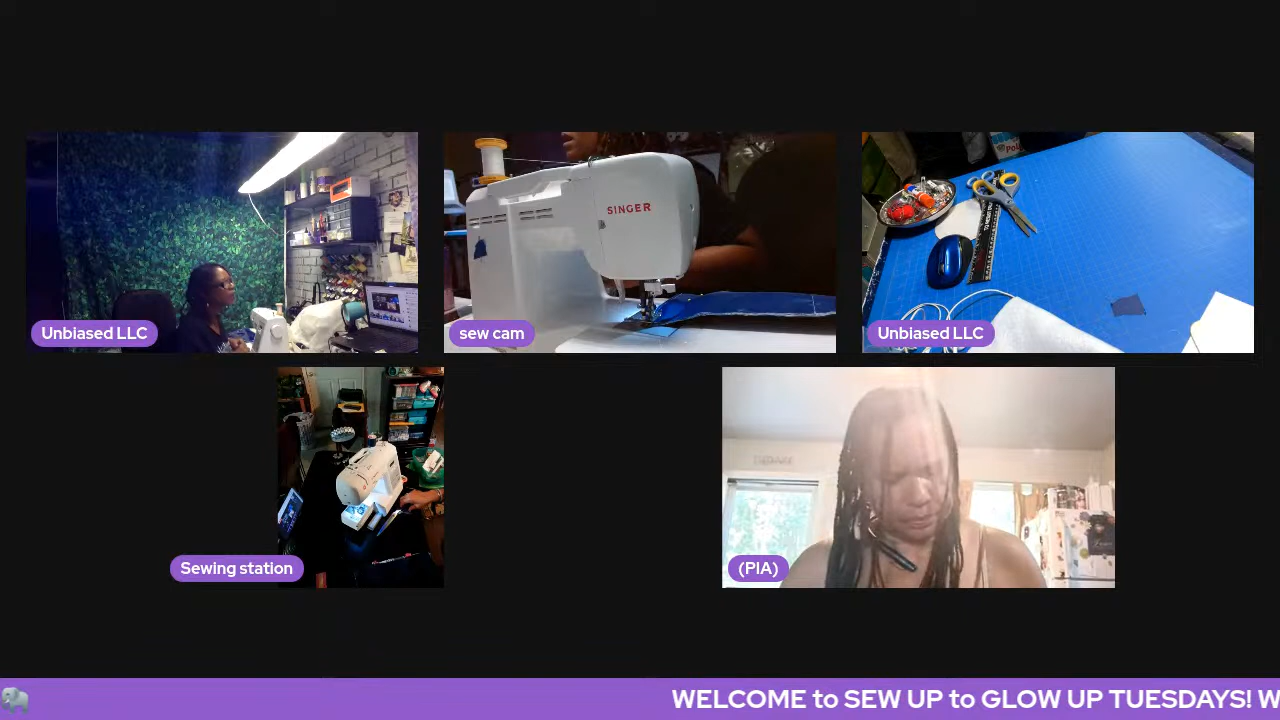 Unbiased LLC
SINGER
sew cam
Unbiased LLC
Sewing station
(PIA)
WELCOME to SEW UP to GLOW UP TUESDAYS! W